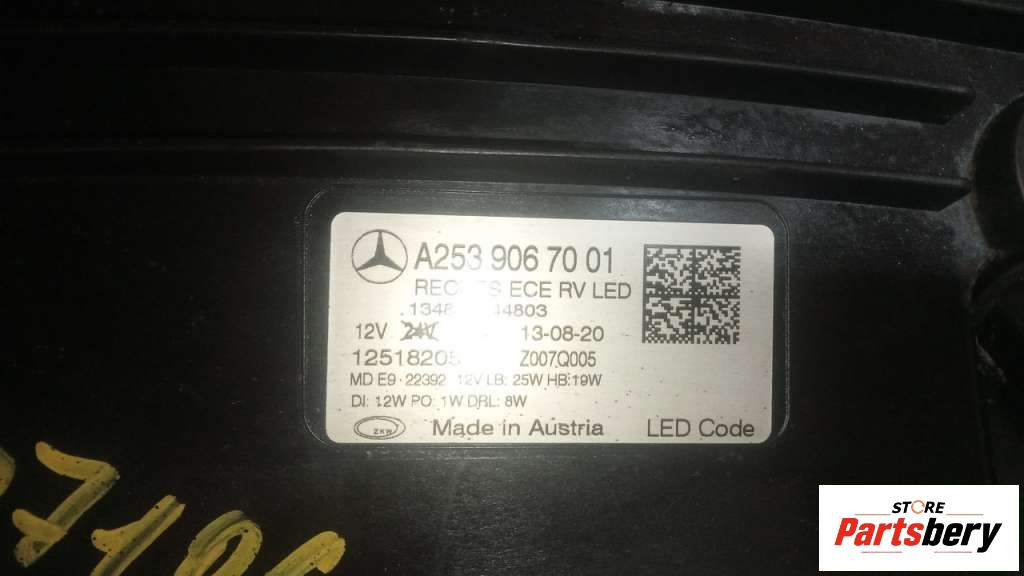 A253 906 70 01
ECE RV LED
12V 24V 13-08-20
Z007Q005
MD E9 22392 12V LB: 25W HB: 19W
DI: 12W PO: 1W DRL: 8W
ZKW Made in Austria LED Code
STORE
Partsbery